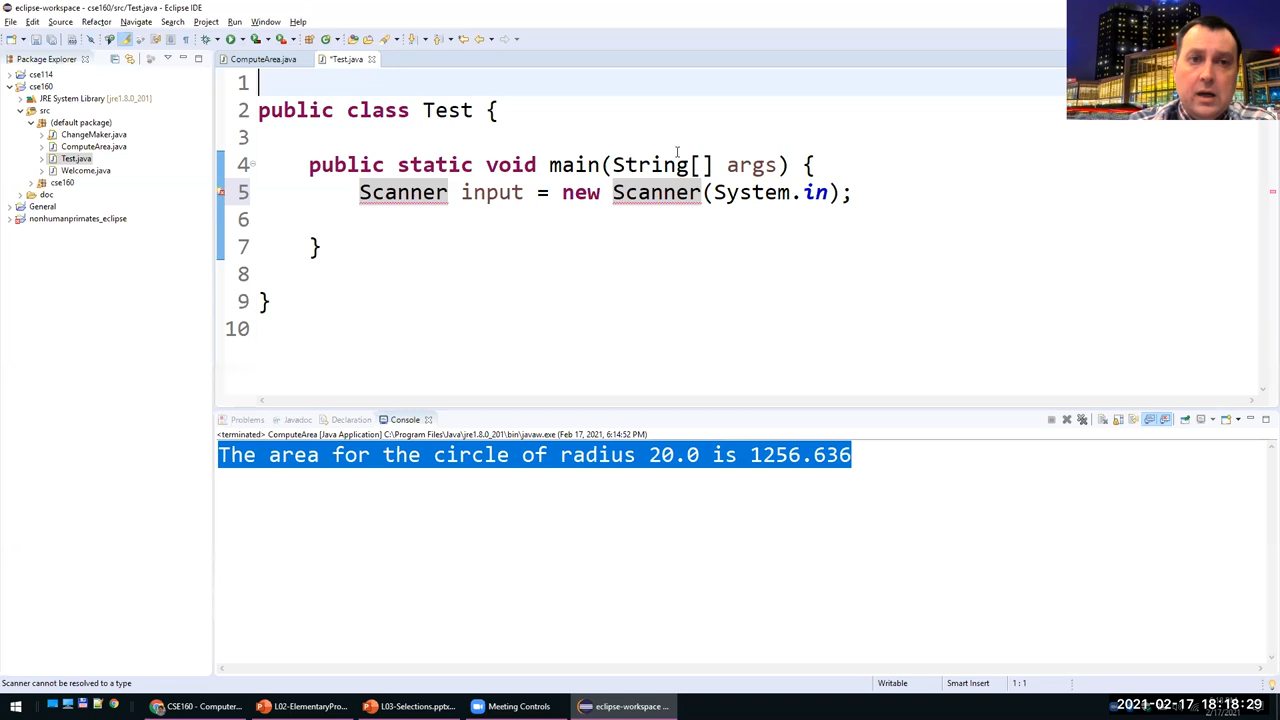 eclipse-workspace - cse160/src/Test.java - Eclipse IDE
File Edit Source Refactor Navigate Search Project Run Window Help
Package Explorer
ComputeArea.java
*Test.java
cse114
cse160
JRE System Library [jre1.8.0_201]
src
(default package)
ChangeMaker.java
ComputeArea.java
Test.java
Welcome.java
cse160
doc
General
nonhumanprimates_eclipse
1
2 public class Test {
3
4 public static void main(String[] args) {
5 Scanner input = new Scanner(System.in);
6
7 }
8
9 }
10
Problems Javadoc Declaration Console
<terminated> ComputeArea [Java Application] C:\Program Files\Java\jre1.8.0_201\bin\javaw.exe (Feb 17, 2021, 6:14:52 PM)
The area for the circle of radius 20.0 is 1256.636
Scanner cannot be resolved to a type
Writable
Smart Insert
1 : 1
CSE160 - Computer...
L02-ElementaryPro...
L03-Selections.pptx...
Meeting Controls
eclipse-workspace ...
2021-02-17 18:18:29